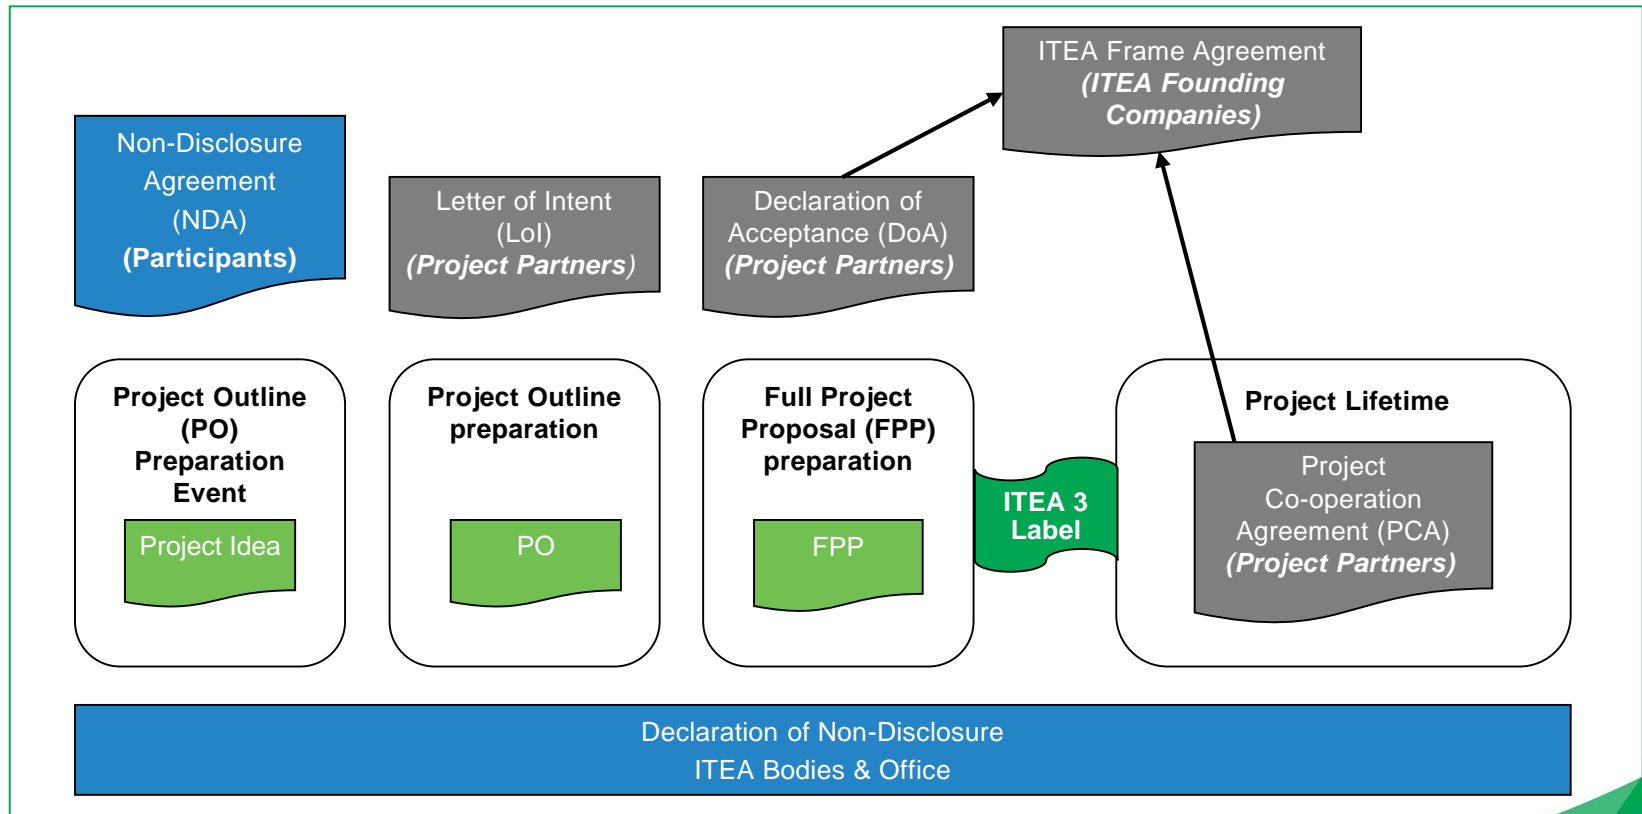 ITEA Frame Agreement
(ITEA Founding
Companies)
Non-Disclosure
Agreement
(NDA)
(Participants)
Letter of Intent
(LoI)
(Project Partners)
Declaration of
Acceptance (DoA)
(Project Partners)
Project Outline
(PO)
Preparation
Event
Project Idea
Project Outline
preparation
PO
Full Project
Proposal (FPP)
preparation
FPP
ITEA 3
Label
Project Lifetime
Project
Co-operation
Agreement (PCA)
(Project Partners)
Declaration of Non-Disclosure
ITEA Bodies & Office